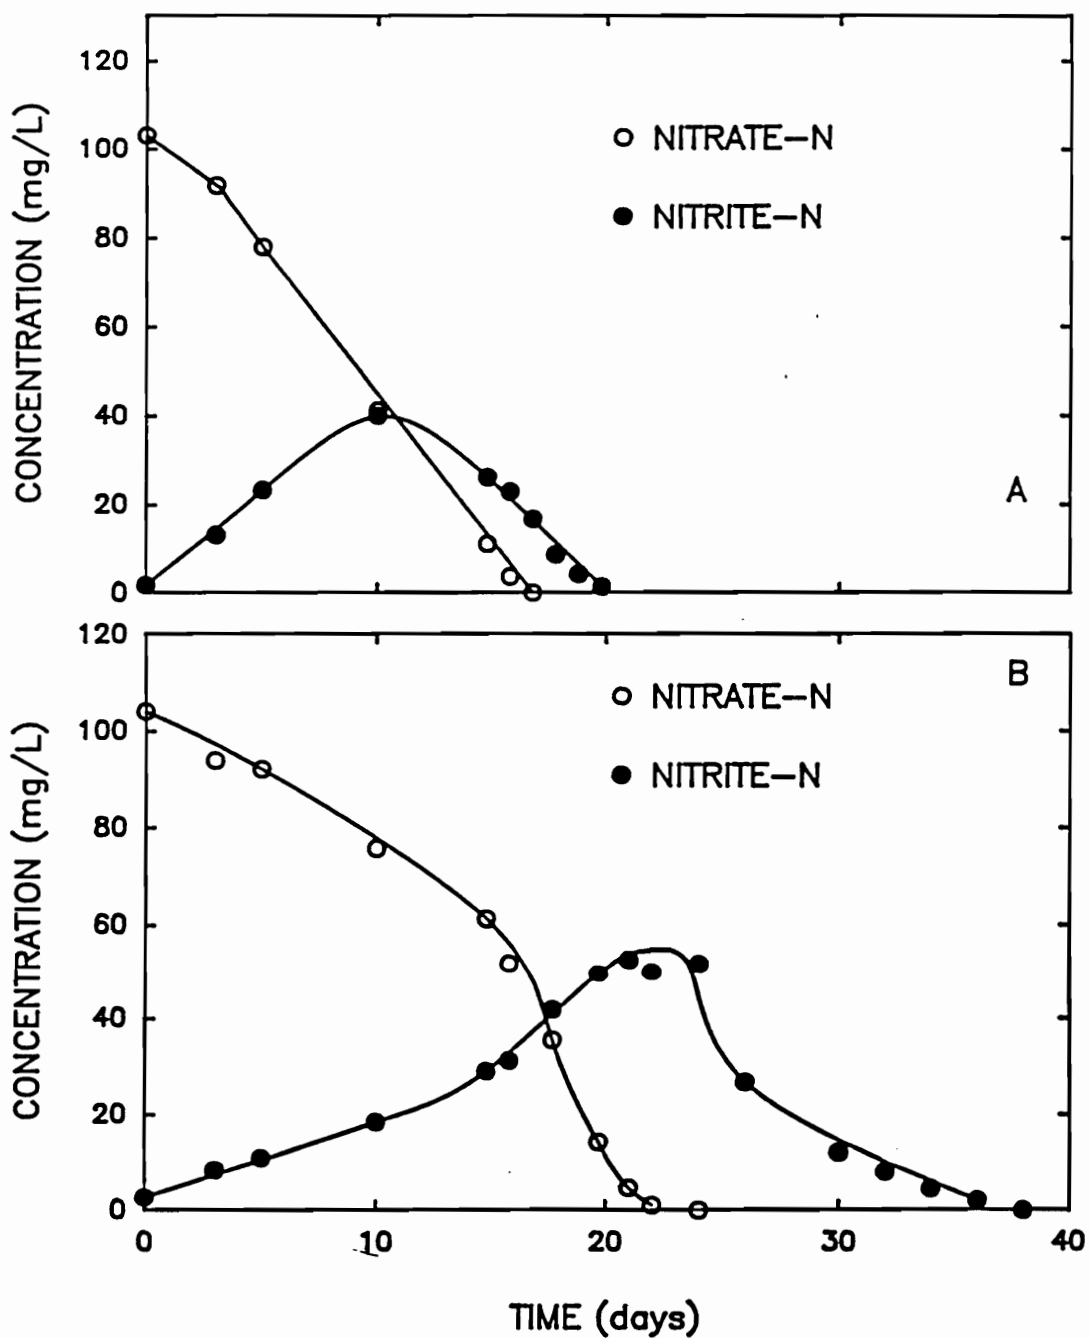 CONCENTRATION (mg/L)
120
100
80
60
40
20
0
NITRATE–N
NITRITE–N
A
CONCENTRATION (mg/L)
120
100
80
60
40
20
0
NITRATE–N
NITRITE–N
B
0 10 20 30 40
TIME (days)